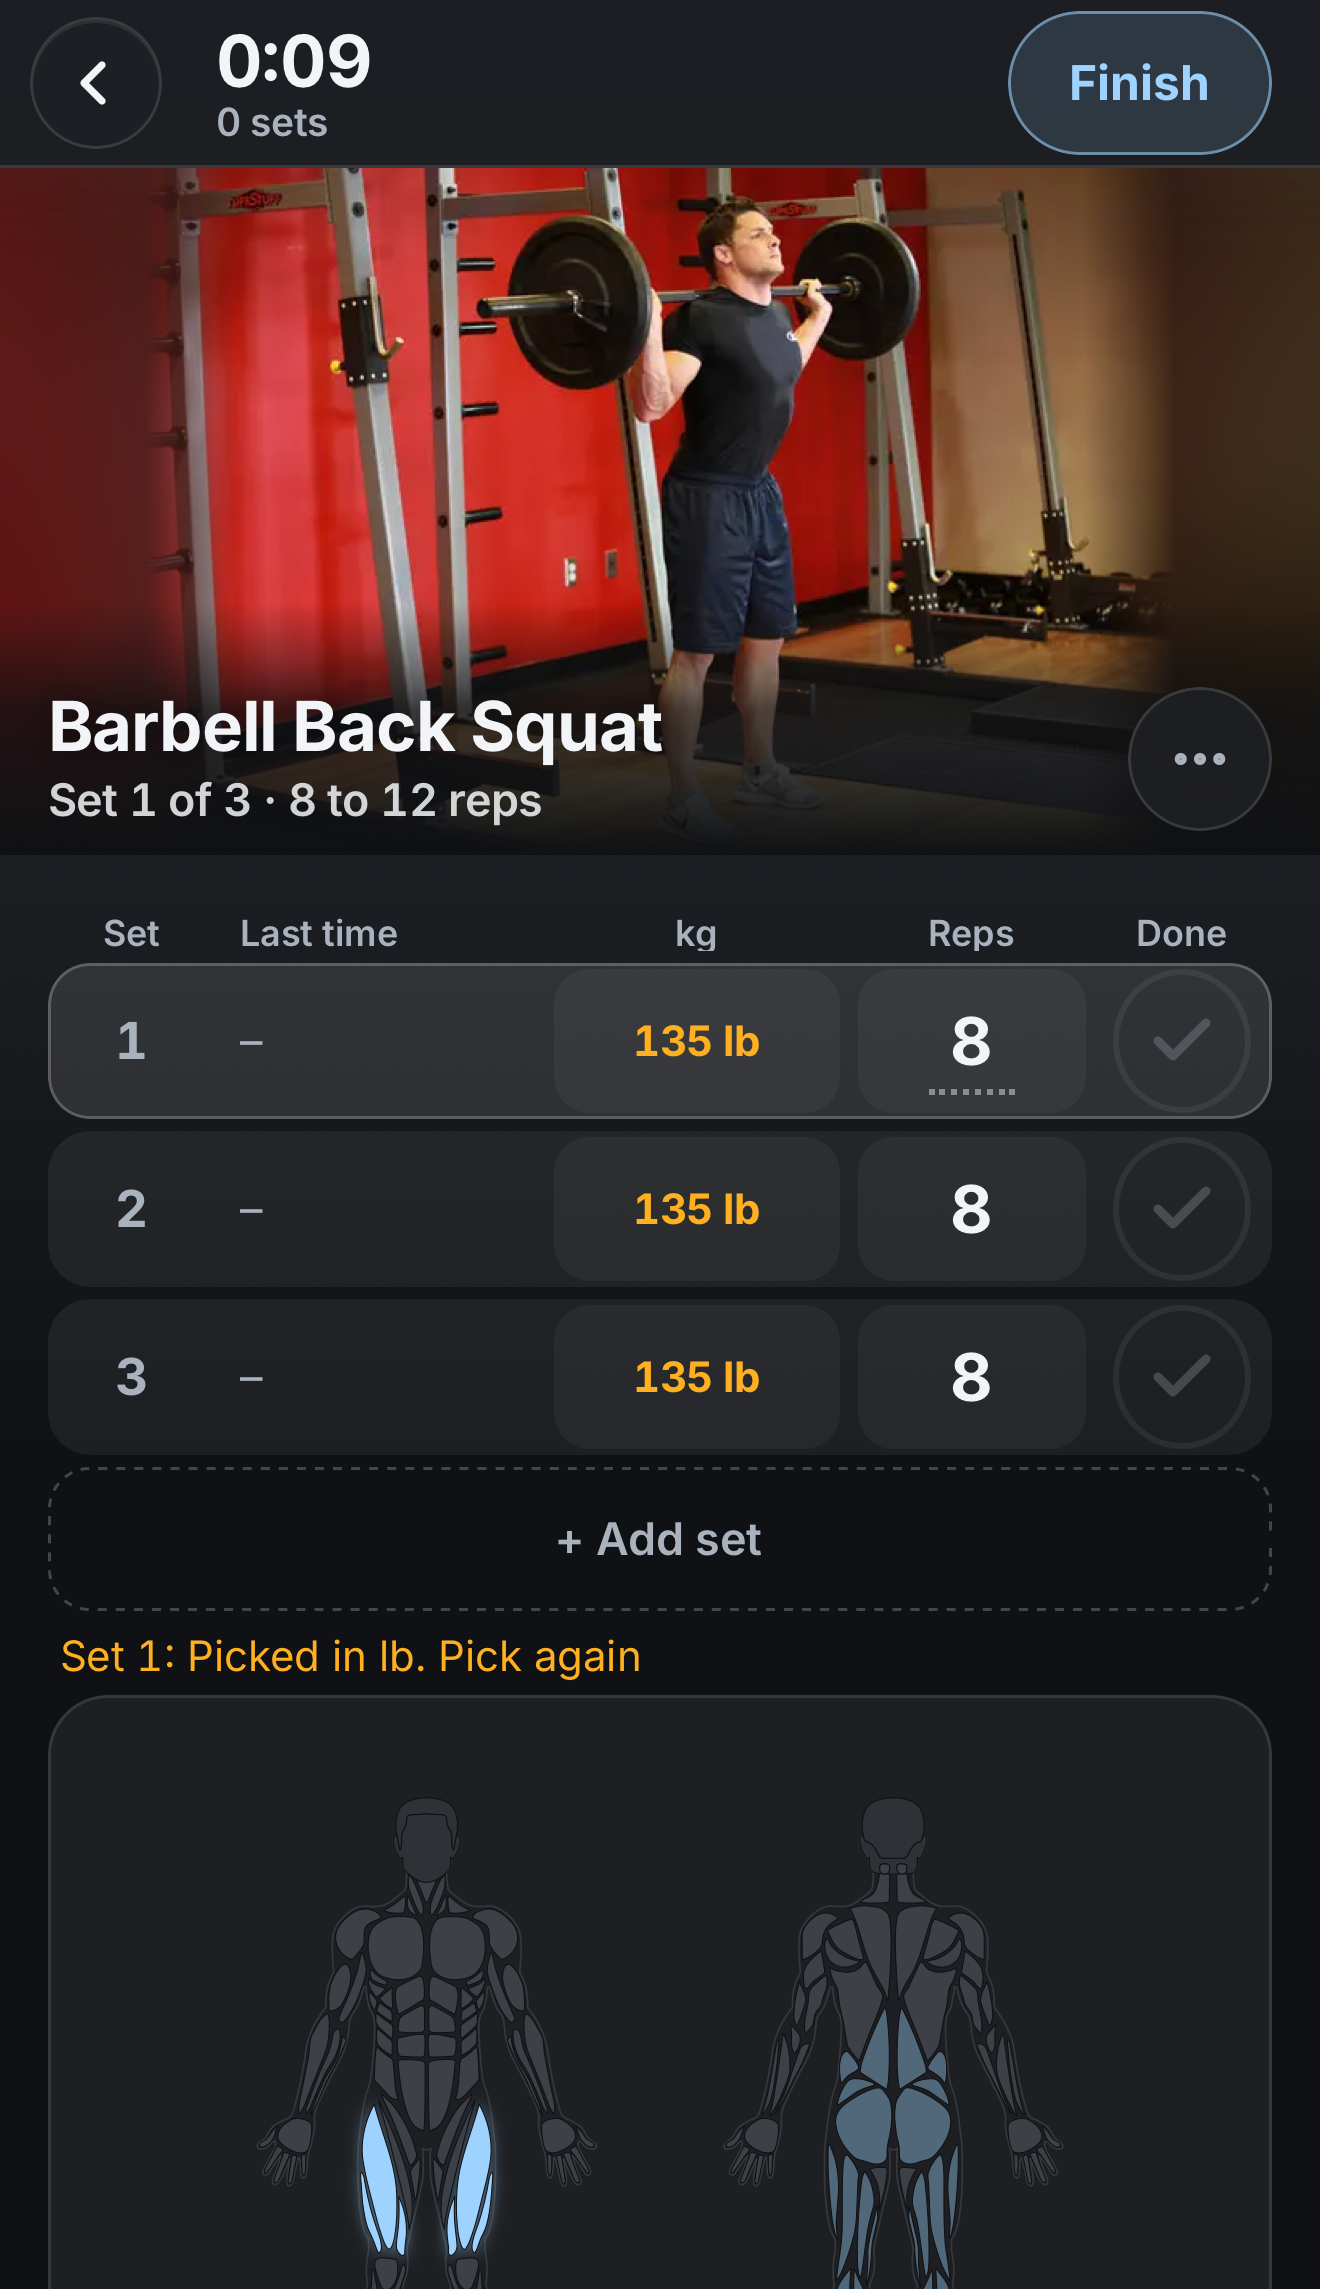 0:09
0 sets
Finish
TUFFSTUFF
Barbell Back Squat
Set 1 of 3 · 8 to 12 reps
Set Last time kg Reps Done
1 – 135 lb 8
2 – 135 lb 8
3 – 135 lb 8
+ Add set
Set 1: Picked in lb. Pick again